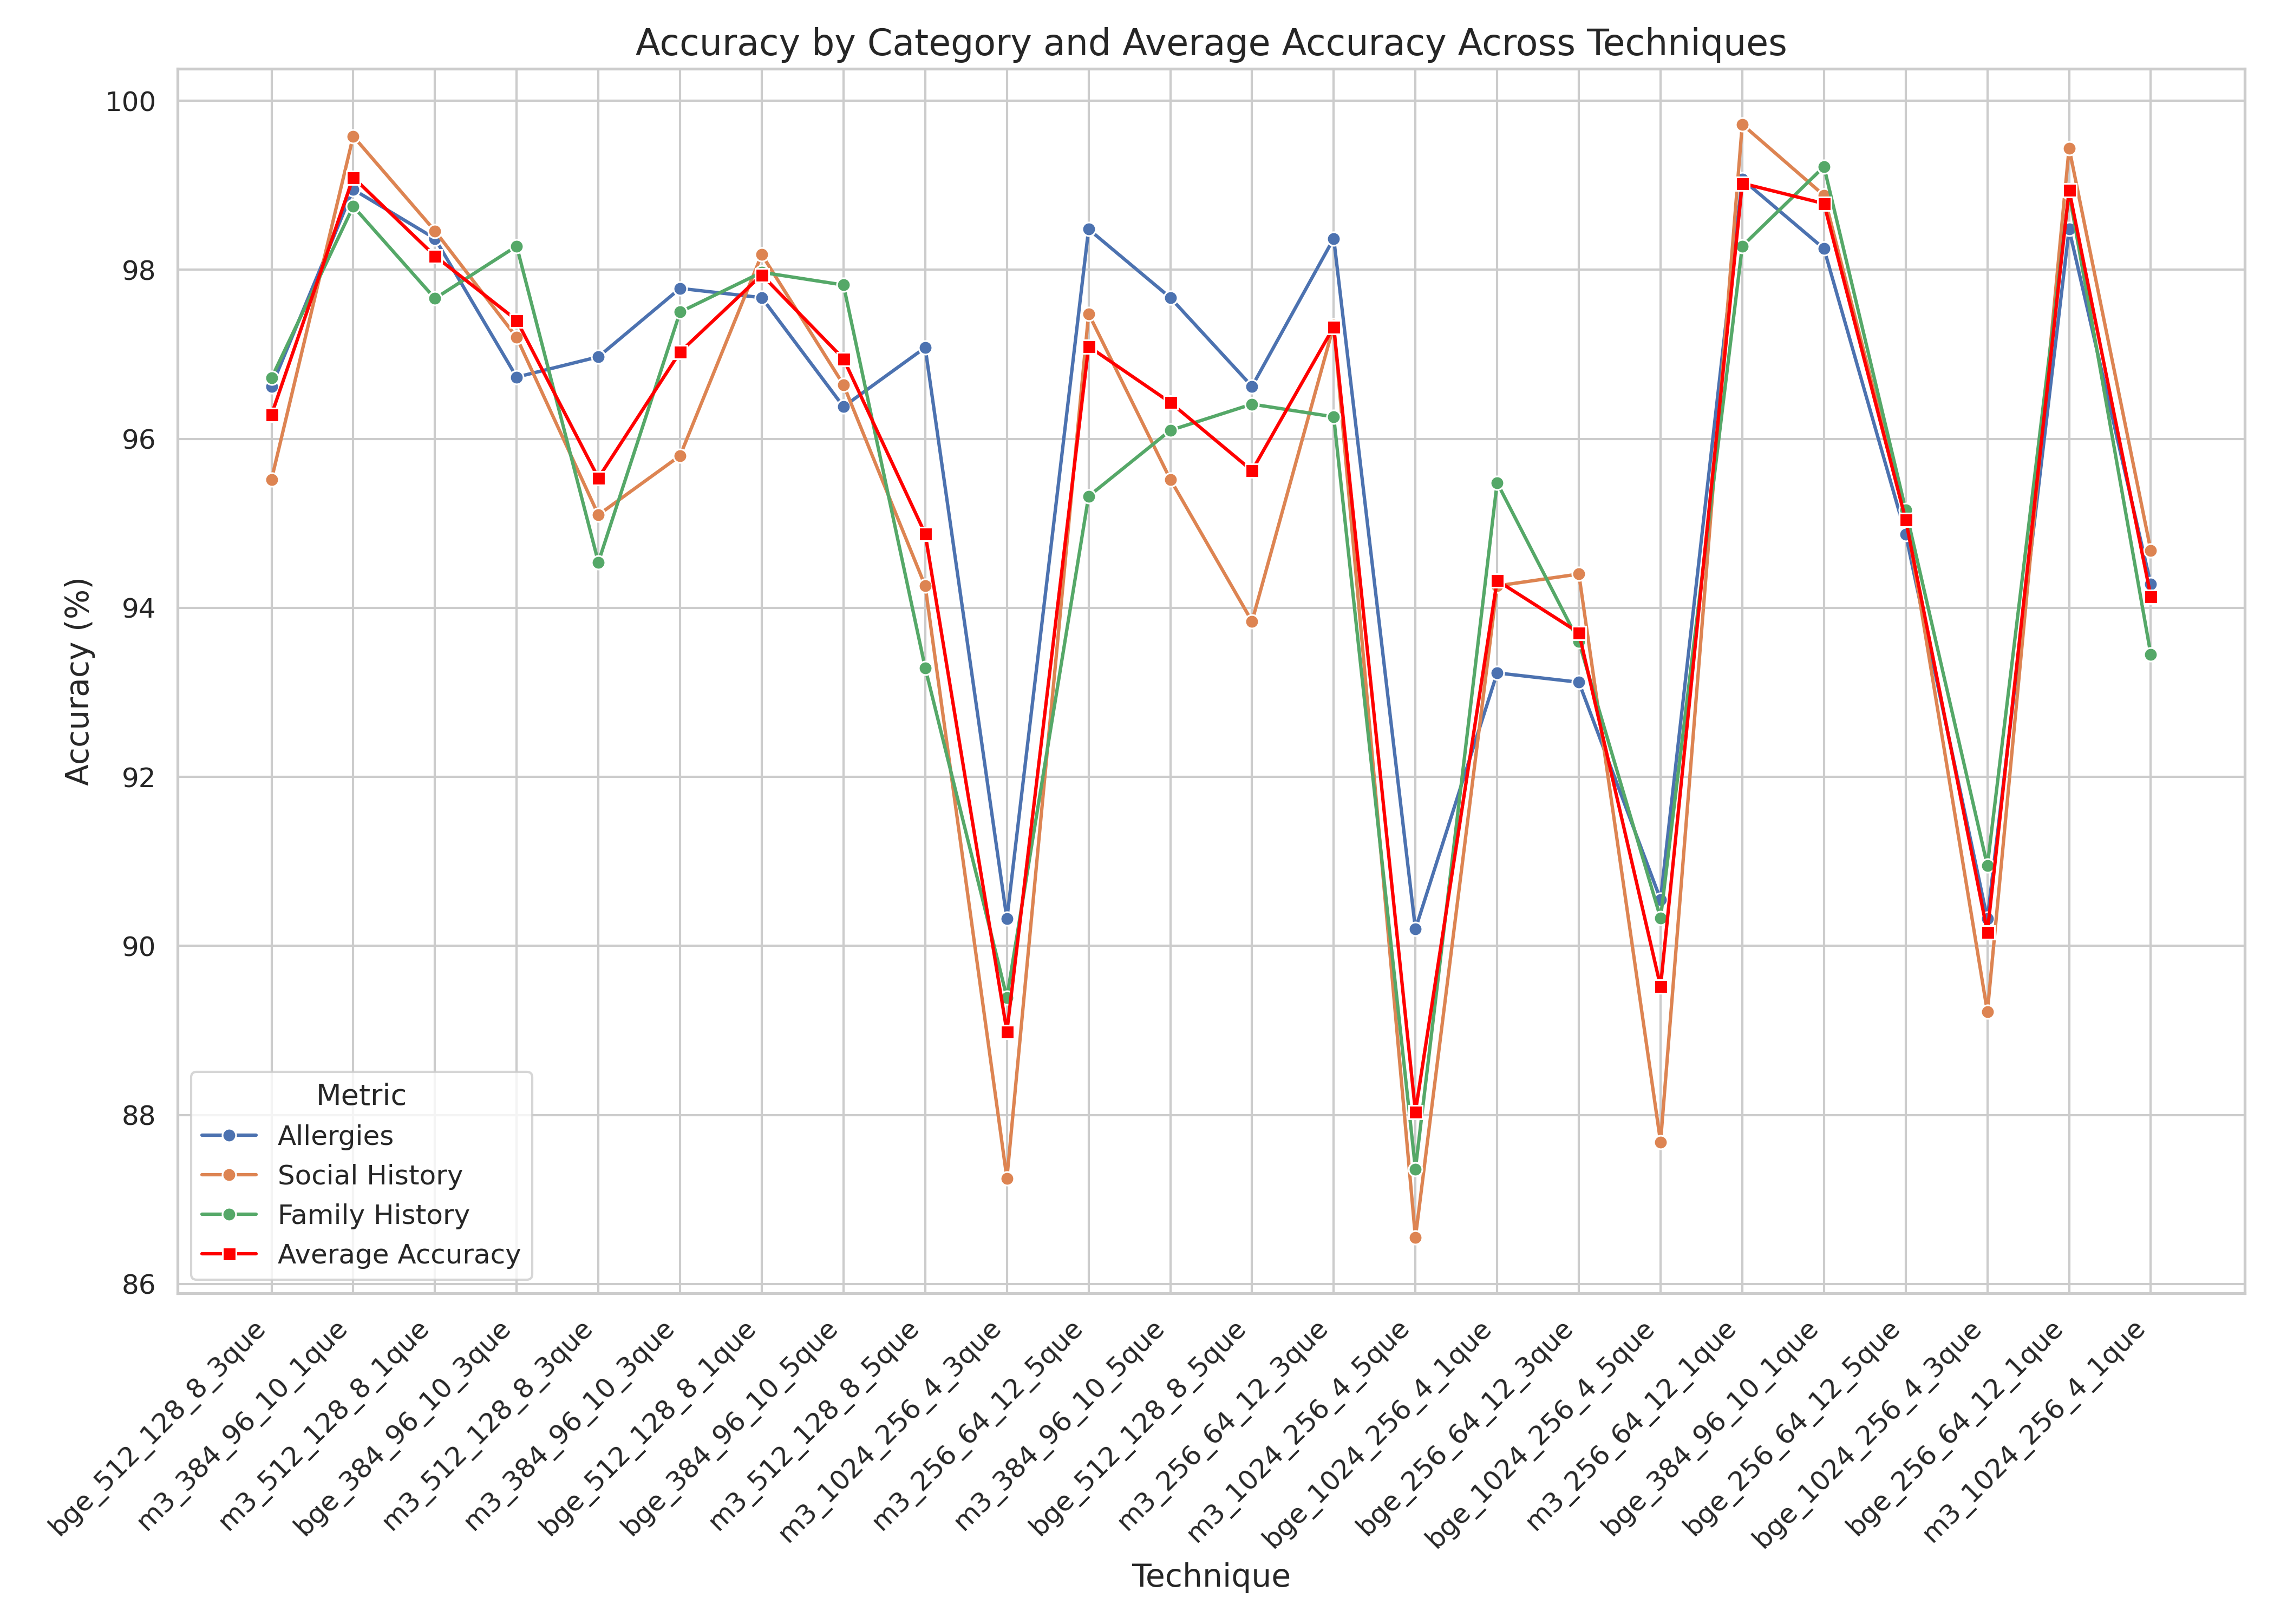 Accuracy by Category and Average Accuracy Across Techniques
Accuracy (%)
100
98
96
94
92
90
88
86
Metric
Allergies
Social History
Family History
Average Accuracy
bge_512_128_8_3que
m3_384_96_10_1que
m3_512_128_8_1que
bge_384_96_10_3que
m3_512_128_8_3que
m3_384_96_10_3que
bge_512_128_8_1que
bge_384_96_10_5que
m3_512_128_8_5que
m3_1024_256_4_3que
m3_256_64_12_5que
m3_384_96_10_5que
bge_512_128_8_5que
m3_256_64_12_3que
m3_1024_256_4_5que
bge_1024_256_4_1que
bge_256_64_12_3que
bge_1024_256_4_5que
m3_256_64_12_1que
bge_384_96_10_1que
bge_256_64_12_5que
bge_1024_256_4_3que
bge_256_64_12_1que
m3_1024_256_4_1que
Technique